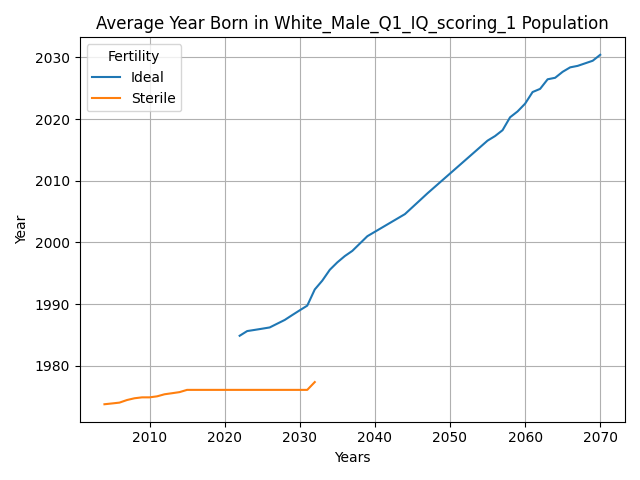 Average Year Born in White_Male_Q1_IQ_scoring_1 Population
Fertility
Ideal
Sterile
2030
2020
2010
2000
1990
1980
Year
2010 2020 2030 2040 2050 2060 2070
Years